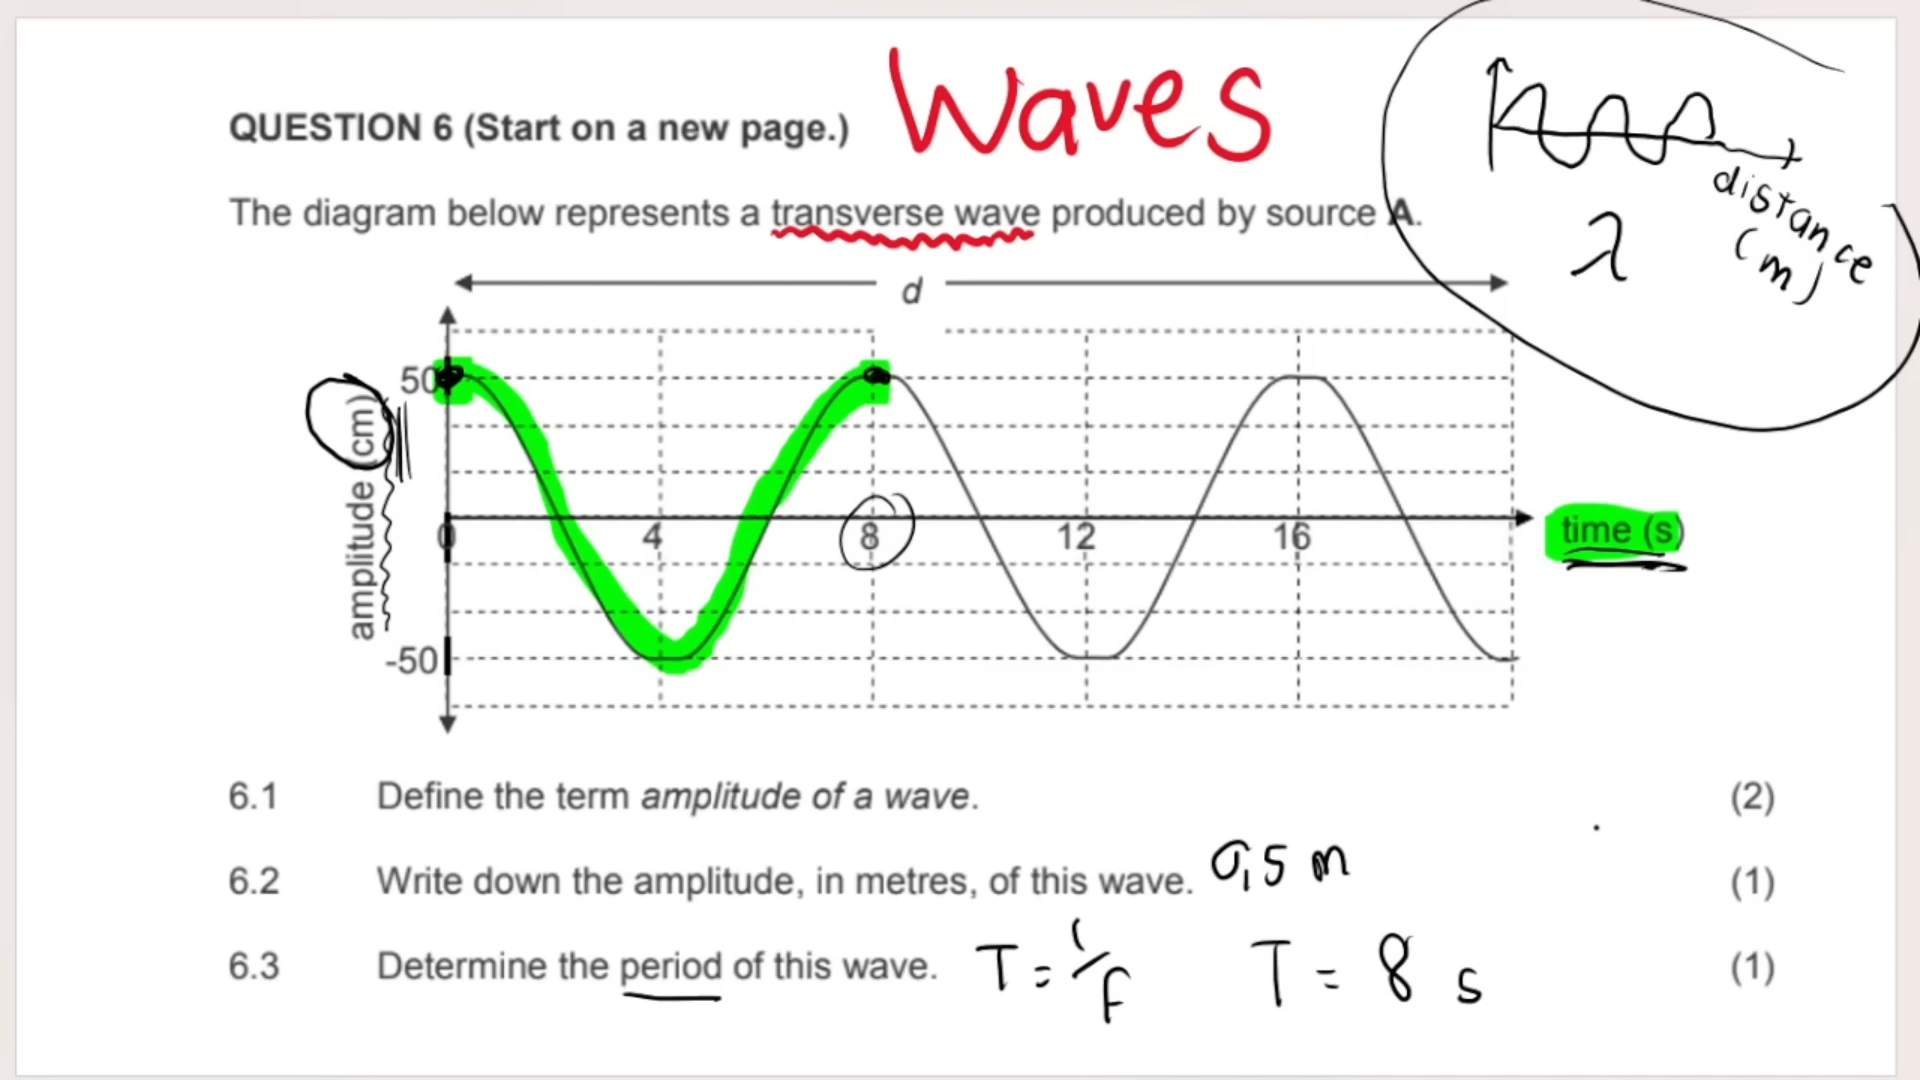 QUESTION 6 (Start on a new page.) Waves
The diagram below represents a transverse wave produced by source A.
distance
(m)
λ
d
50
amplitude (cm)
0 4 8 12 16 time (s)
-50
6.1 Define the term amplitude of a wave. (2)
6.2 Write down the amplitude, in metres, of this wave. 0,5 m (1)
6.3 Determine the period of this wave. T = 1/f T = 8 s (1)